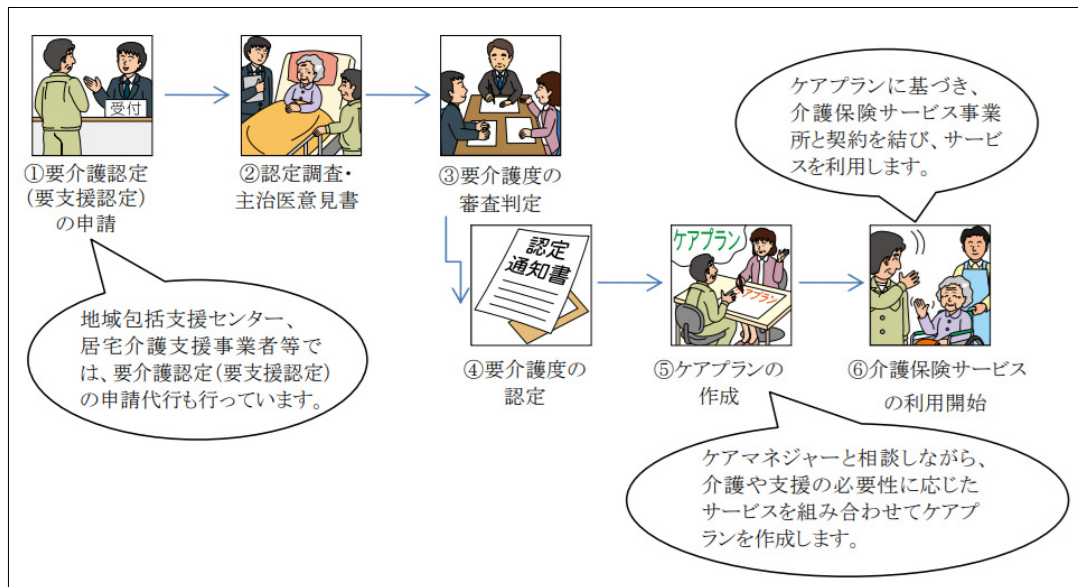 受付
①要介護認定
(要支援認定)
の申請
②認定調査・
主治医意見書
③要介護度の
審査判定
ケアプランに基づき、
介護保険サービス事業
所と契約を結び、サービ
スを利用します。
地域包括支援センター、
居宅介護支援事業者等で
は、要介護認定(要支援認定)
の申請代行も行っています。
認定
通知書
④要介護度の
認定
ケアプラン
アプラン
⑤ケアプランの
作成
⑥介護保険サービス
の利用開始
ケアマネジャーと相談しながら、
介護や支援の必要性に応じた
サービスを組み合わせてケアプ
ランを作成します。